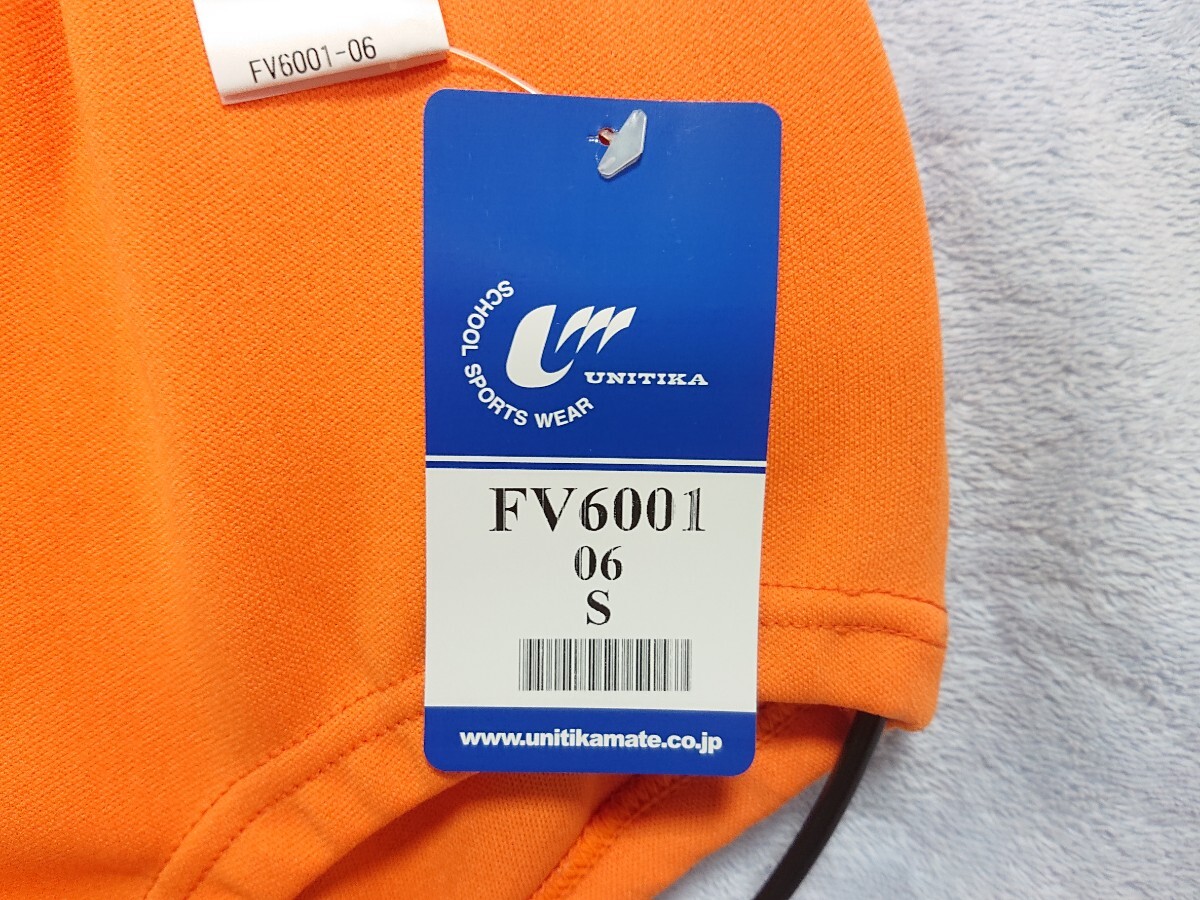 FV6001-06
SCHOOL SPORTS WEAR
UNITIKA
FV6001
06
S
www.unitikamate.co.jp